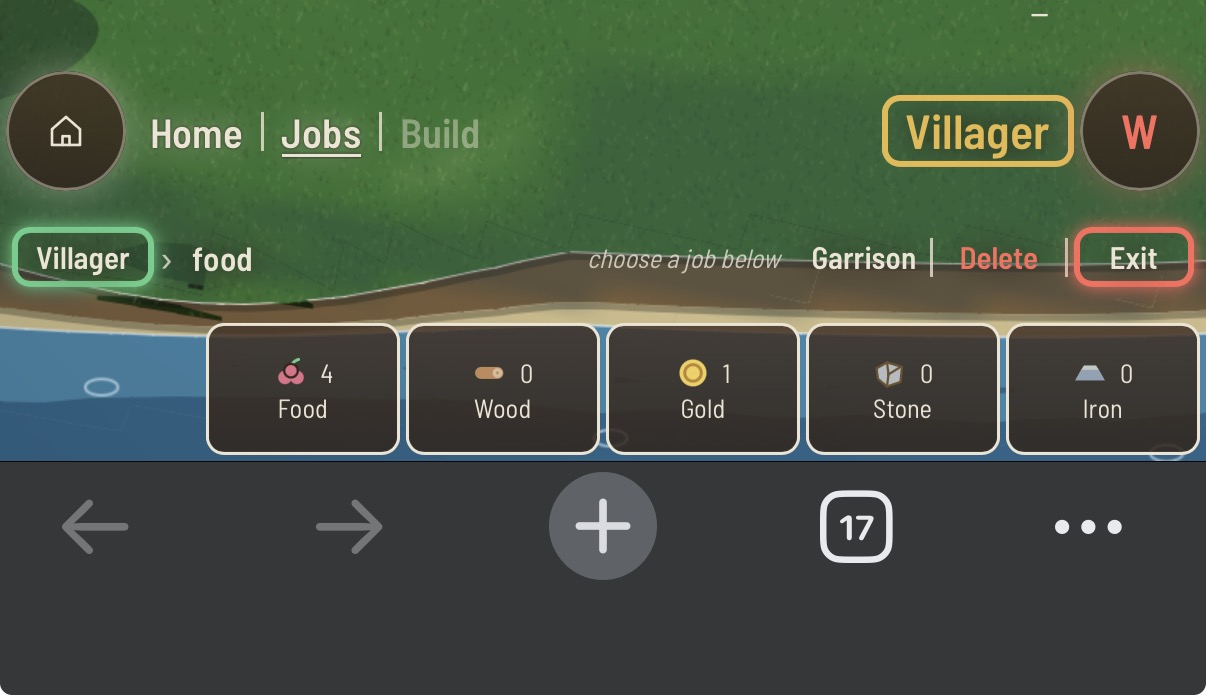 Home | Jobs | Build
Villager
W
Villager › food
choose a job below
Garrison | Delete | Exit
4
Food
0
Wood
1
Gold
0
Stone
0
Iron
17